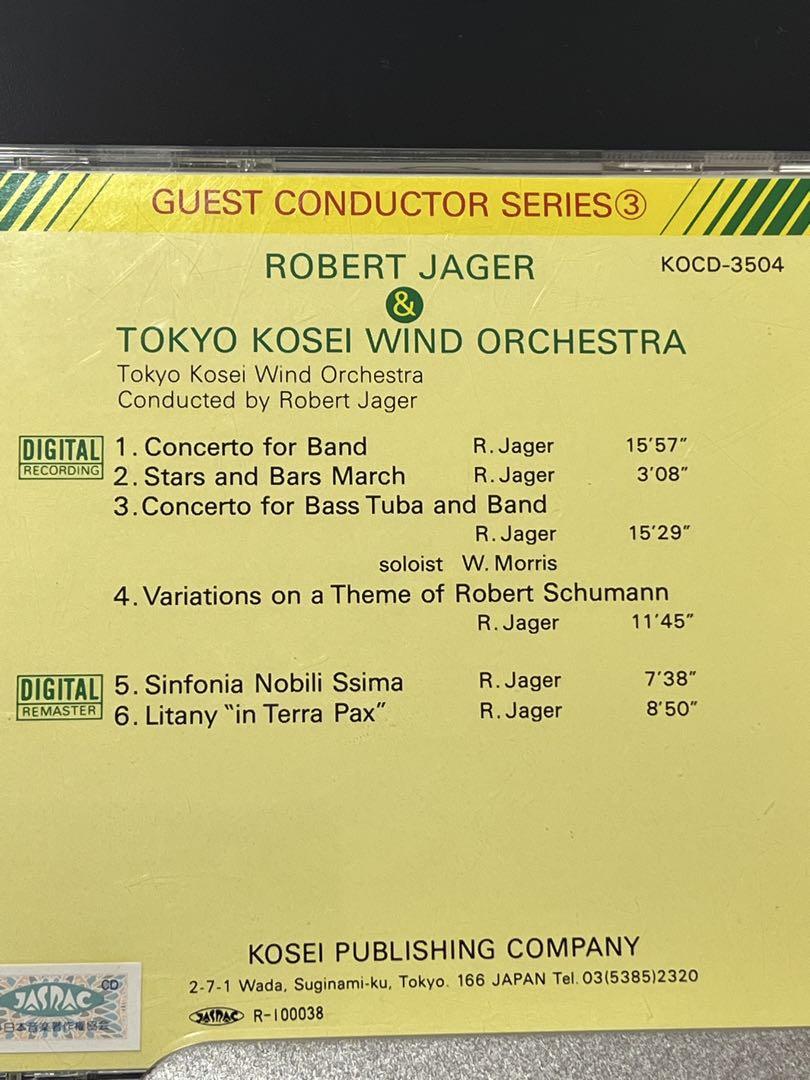 GUEST CONDUCTOR SERIES③
ROBERT JAGER
KOCD-3504
&
TOKYO KOSEI WIND ORCHESTRA
Tokyo Kosei Wind Orchestra
Conducted by Robert Jager
DIGITAL
RECORDING
1. Concerto for Band R. Jager 15'57"
2. Stars and Bars March R. Jager 3'08"
3. Concerto for Bass Tuba and Band
R. Jager 15'29"
soloist W. Morris
4. Variations on a Theme of Robert Schumann
R. Jager 11'45"
DIGITAL
REMASTER
5. Sinfonia Nobili Ssima R. Jager 7'38"
6. Litany "in Terra Pax" R. Jager 8'50"
KOSEI PUBLISHING COMPANY
2-7-1 Wada, Suginami-ku, Tokyo. 166 JAPAN Tel. 03(5385)2320
JASRAC R-100038
CD
JASRAC
日本音楽著作権協会